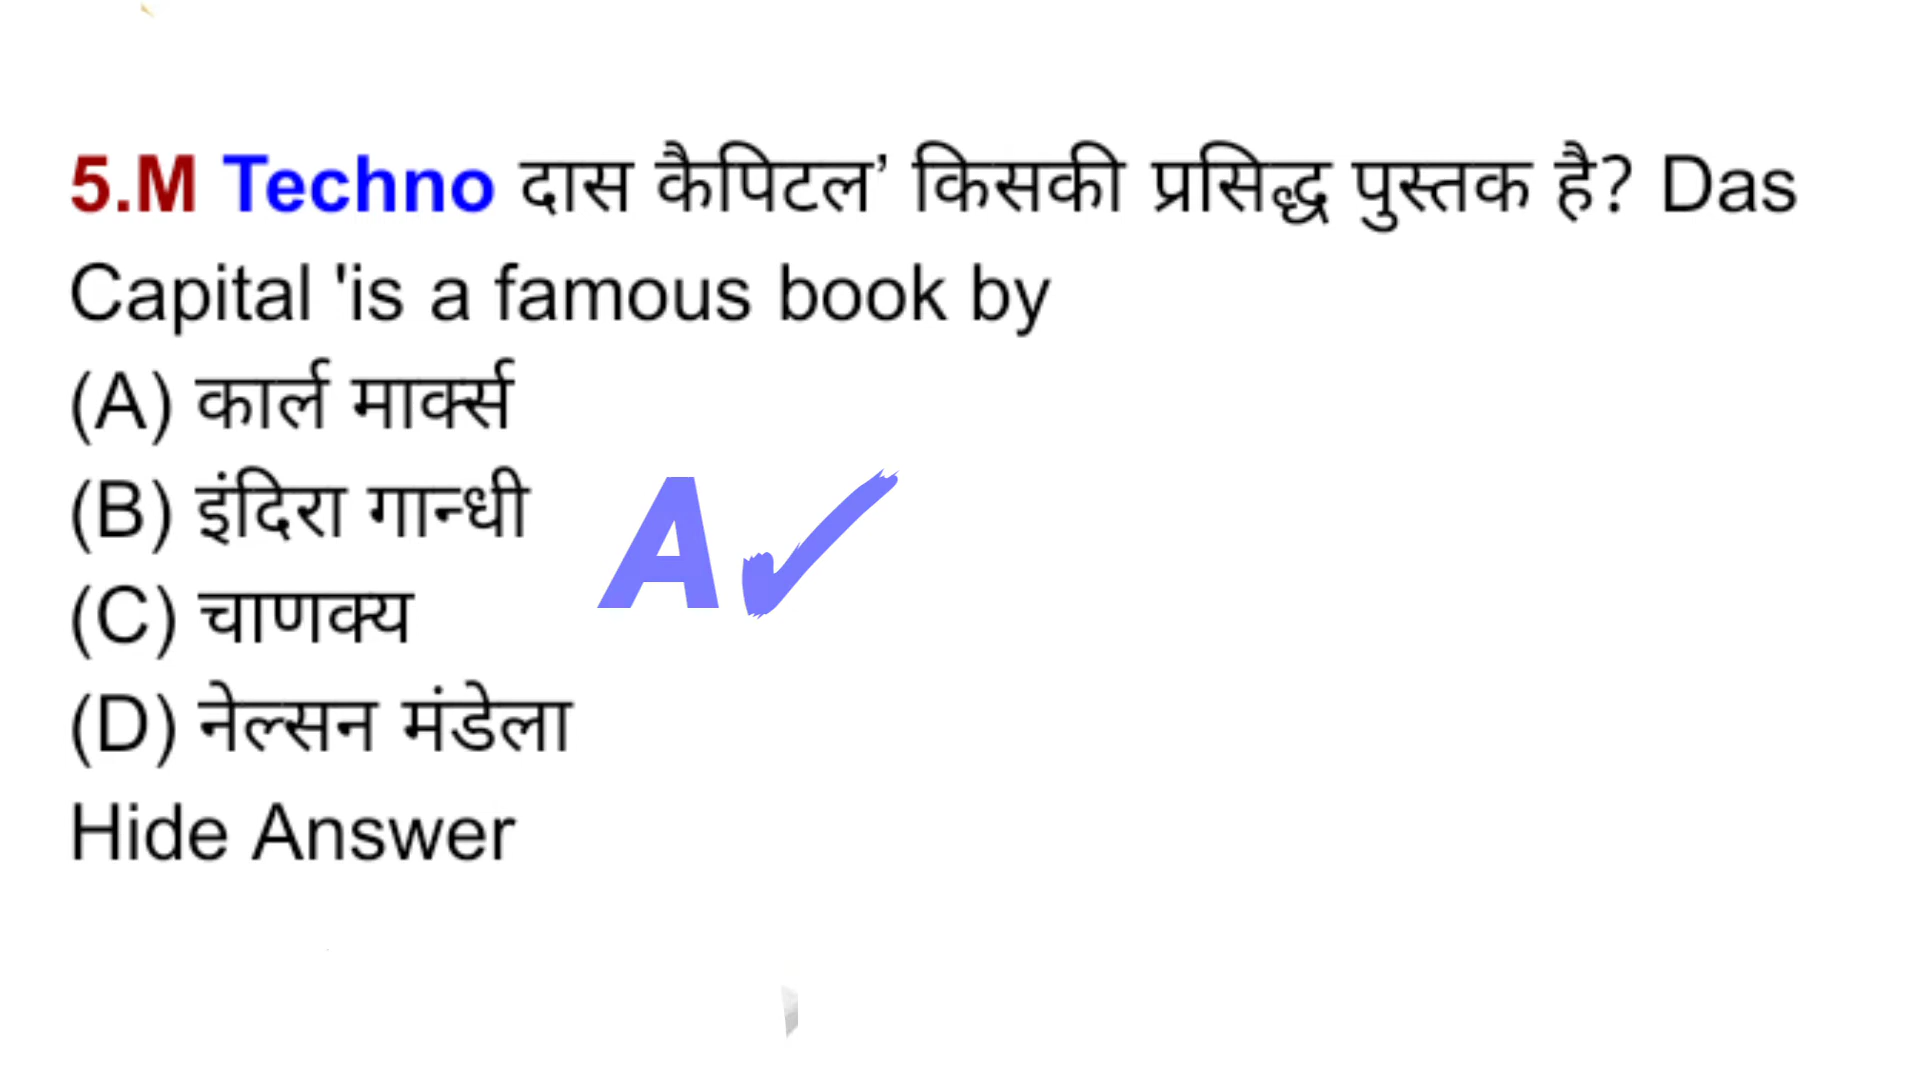 5.M Techno दास कैपिटल’ किसकी प्रसिद्ध पुस्तक है? Das
Capital 'is a famous book by
(A) कार्ल मार्क्स
(B) इंदिरा गान्धी
A✓
(C) चाणक्य
(D) नेल्सन मंडेला
Hide Answer